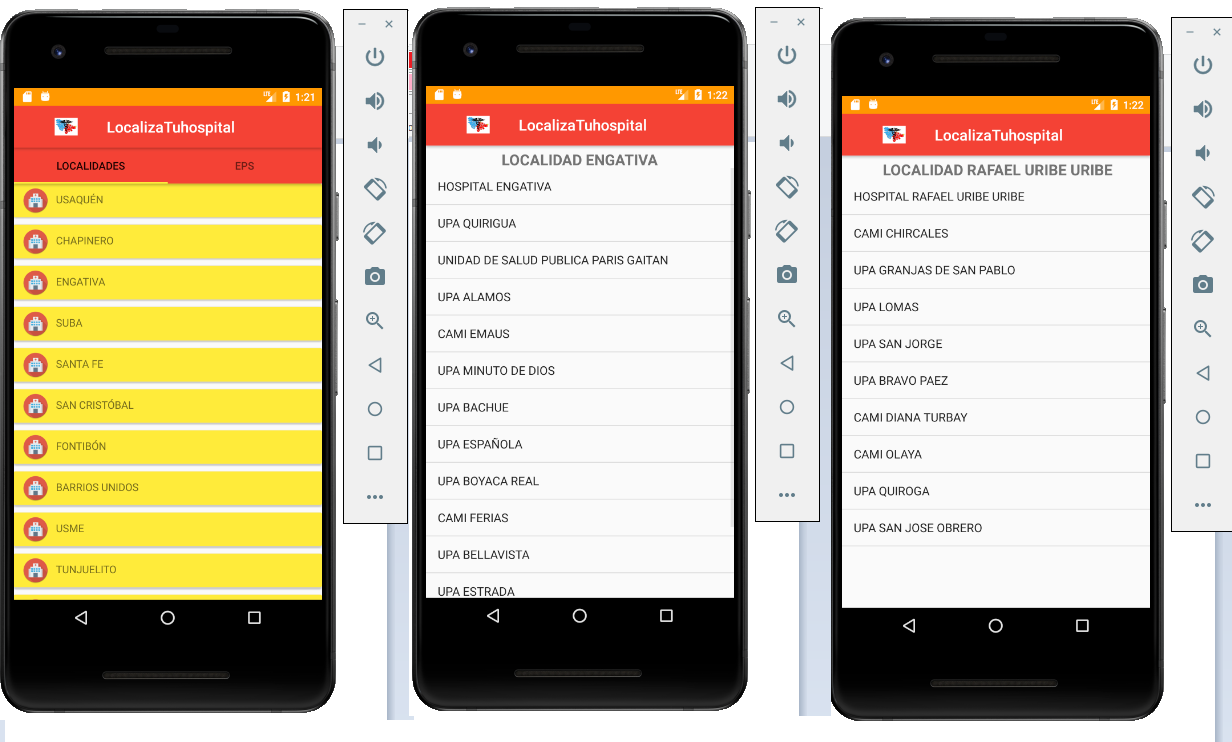 1:21
LocalizaTuhospital
LOCALIDADES
EPS
USAQUÉN
CHAPINERO
ENGATIVA
SUBA
SANTA FE
SAN CRISTÓBAL
FONTIBÓN
BARRIOS UNIDOS
USME
TUNJUELITO
1:22
LocalizaTuhospital
LOCALIDAD ENGATIVA
HOSPITAL ENGATIVA
UPA QUIRIGUA
UNIDAD DE SALUD PUBLICA PARIS GAITAN
UPA ALAMOS
CAMI EMAUS
UPA MINUTO DE DIOS
UPA BACHUE
UPA ESPAÑOLA
UPA BOYACA REAL
CAMI FERIAS
UPA BELLAVISTA
UPA ESTRADA
1:22
LocalizaTuhospital
LOCALIDAD RAFAEL URIBE URIBE
HOSPITAL RAFAEL URIBE URIBE
CAMI CHIRCALES
UPA GRANJAS DE SAN PABLO
UPA LOMAS
UPA SAN JORGE
UPA BRAVO PAEZ
CAMI DIANA TURBAY
CAMI OLAYA
UPA QUIROGA
UPA SAN JOSE OBRERO